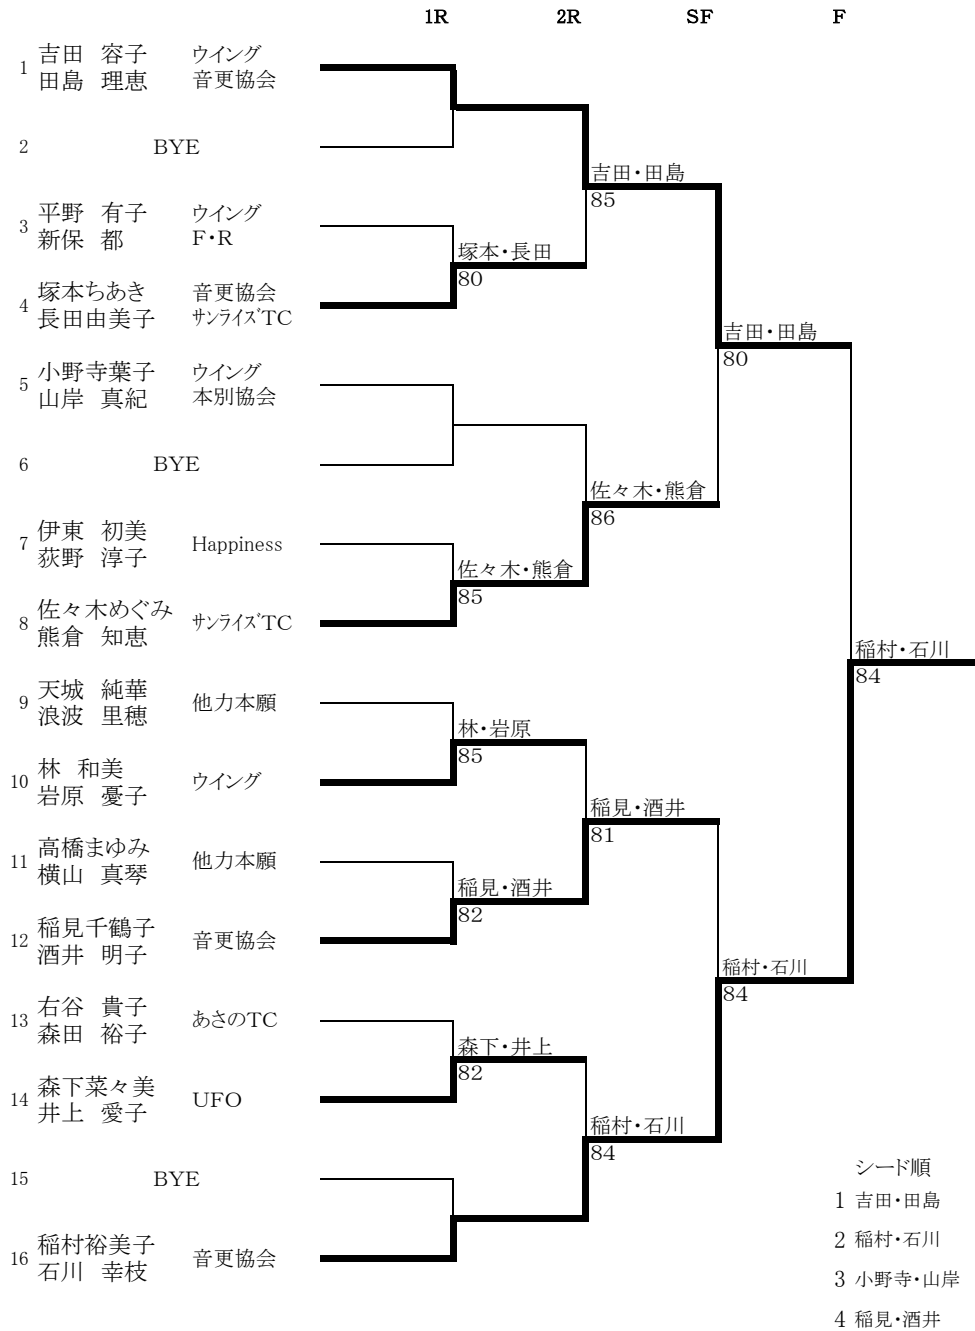 1R 2R SF F
1 吉田 容子 ウイング
田島 理恵 音更協会
2 BYE
吉田・田島
85
3 平野 有子 ウイング
新保 都 F・R
塚本・長田
80
4 塚本ちあき 音更協会
長田由美子 サンライズTC
吉田・田島
80
5 小野寺葉子 ウイング
山岸 真紀 本別協会
6 BYE
佐々木・熊倉
86
7 伊東 初美 Happiness
荻野 淳子
佐々木・熊倉
85
8 佐々木めぐみ サンライズTC
熊倉 知恵
稲村・石川
84
9 天城 純華 他力本願
浪波 里穂
林・岩原
85
10 林 和美 ウイング
岩原 憂子
稲見・酒井
81
11 高橋まゆみ 他力本願
横山 真琴
稲見・酒井
82
12 稲見千鶴子 音更協会
酒井 明子
稲村・石川
84
13 右谷 貴子 あさのTC
森田 裕子
森下・井上
82
14 森下菜々美 UFO
井上 愛子
稲村・石川
84
15 BYE
16 稲村裕美子 音更協会
石川 幸枝
シード順
1 吉田・田島
2 稲村・石川
3 小野寺・山岸
4 稲見・酒井